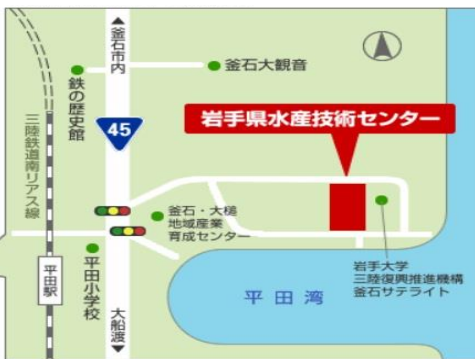 ▲釜石市内
釜石大観音
鉄の歴史館
45
岩手県水産技術センター
三陸鉄道南リアス線
釜石・大槌
地域産業
育成センター
岩手大学
三陸復興推進機構
釜石サテライト
平田駅
平田小学校
大船渡▼
平田湾